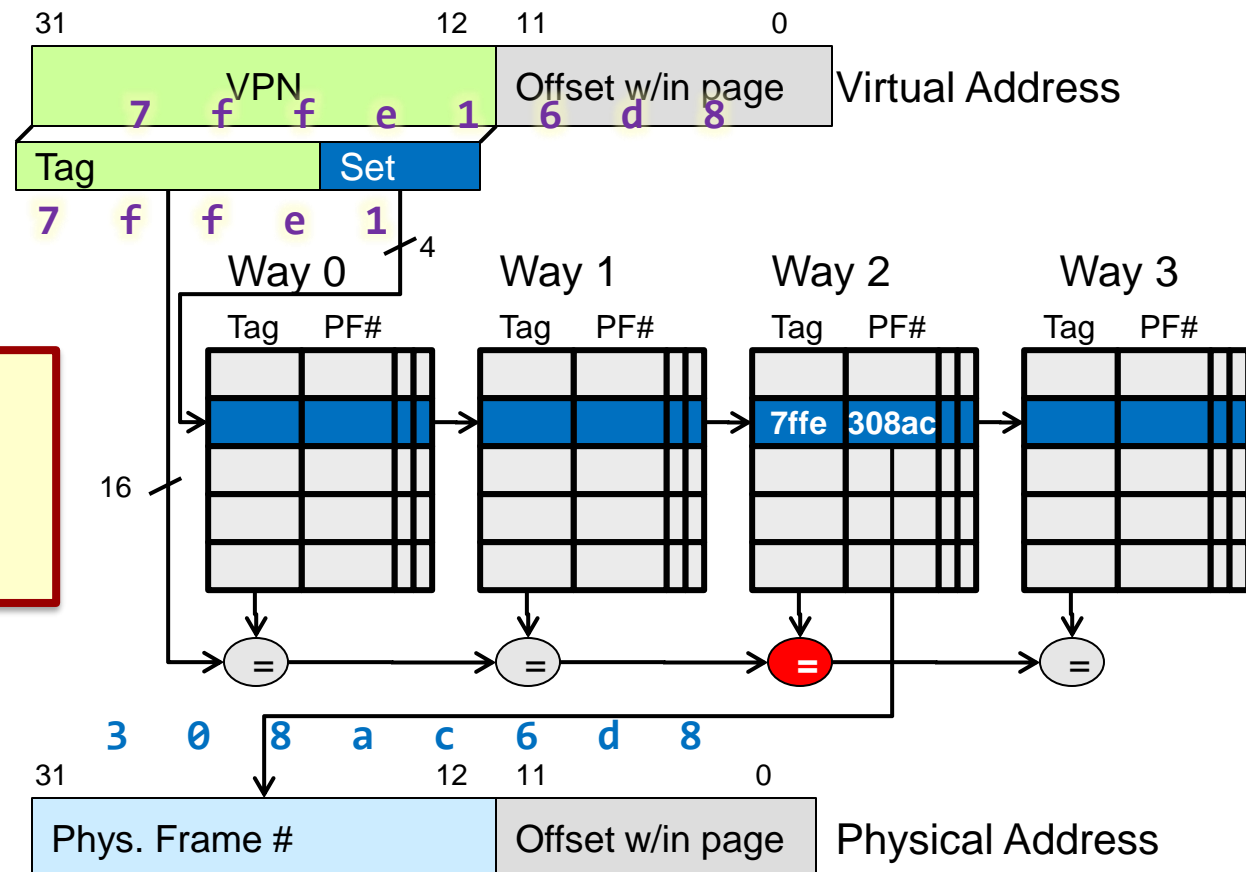 31 12 11 0
VPN Offset w/in page Virtual Address
7 f f e 1 6 d 8
Tag Set
7 f f e 1
4
Way 0 Way 1 Way 2 Way 3
Tag PF# Tag PF# Tag PF# Tag PF#
7ffe 308ac
16
= = = =
3 0 8 a c 6 d 8
31 12 11 0
Phys. Frame # Offset w/in page Physical Address